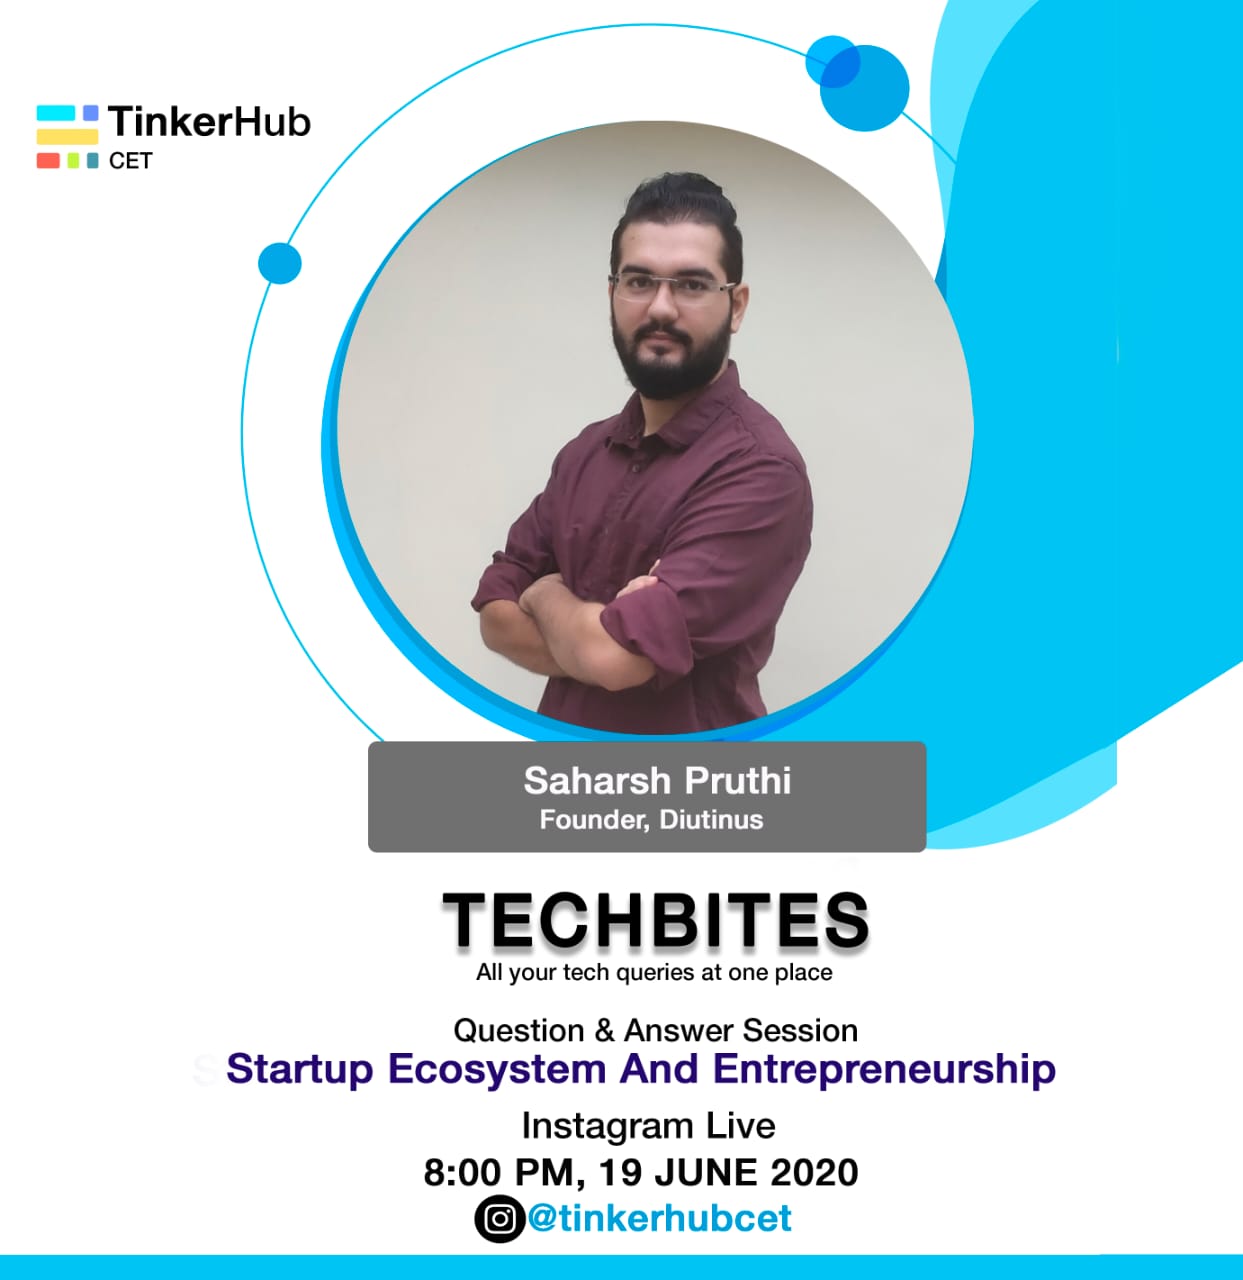 TinkerHub
CET
Saharsh Pruthi
Founder, Diutinus
TECHBITES
All your tech queries at one place
Question & Answer Session
Startup Ecosystem And Entrepreneurship
Instagram Live
8:00 PM, 19 JUNE 2020
@tinkerhubcet